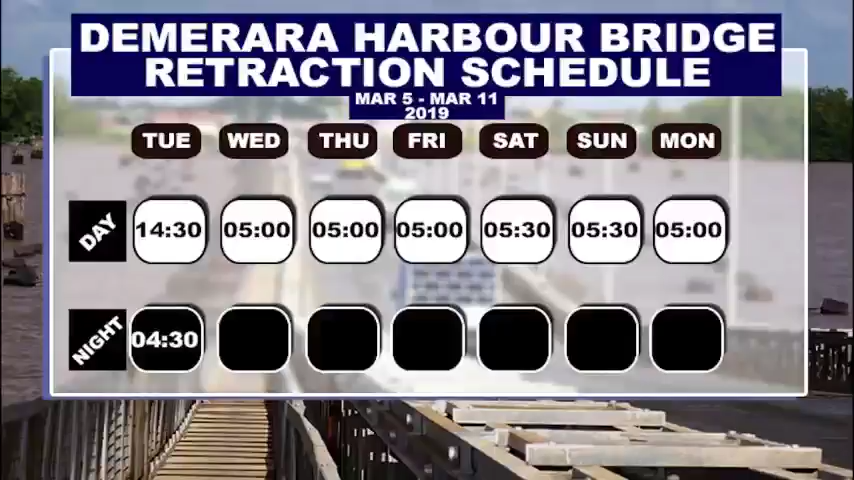 DEMERARA HARBOUR BRIDGE
RETRACTION SCHEDULE
MAR 5 - MAR 11
2019
TUE WED THU FRI SAT SUN MON
DAY 14:30 05:00 05:00 05:00 05:30 05:30 05:00
NIGHT 04:30